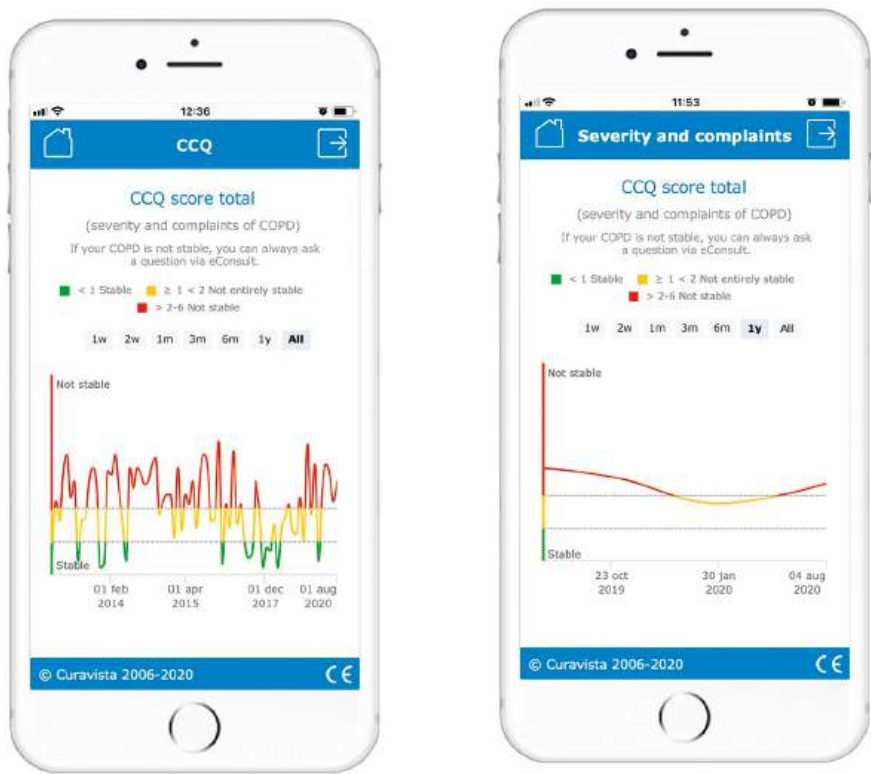 12:36
CCQ
CCQ score total
(severity and complaints of COPD)
If your COPD is not stable, you can always ask
a question via eConsult.
< 1 Stable ≥ 1 < 2 Not entirely stable
> 2-6 Not stable
1w 2w 1m 3m 6m 1y All
Not stable
Stable
01 feb 2014 01 apr 2015 01 dec 2017 01 aug 2020
© Curavista 2006-2020 CE
11:53
Severity and complaints
CCQ score total
(severity and complaints of COPD)
If your COPD is not stable, you can always ask
a question via eConsult.
< 1 Stable ≥ 1 < 2 Not entirely stable
> 2-6 Not stable
1w 2w 1m 3m 6m 1y All
Not stable
Stable
23 oct 2019 30 jan 2020 04 aug 2020
© Curavista 2006-2020 CE